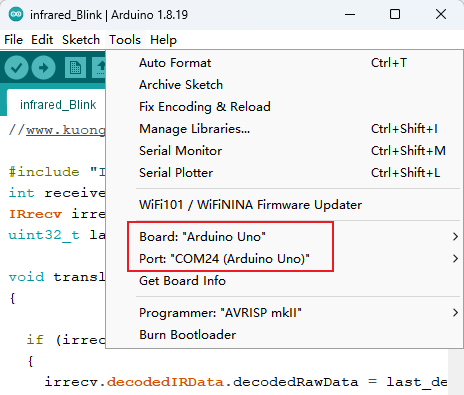 infrared_Blink | Arduino 1.8.19
File Edit Sketch Tools Help
infrared_Blink
Auto Format Ctrl+T
Archive Sketch
Fix Encoding & Reload
Manage Libraries... Ctrl+Shift+I
Serial Monitor Ctrl+Shift+M
Serial Plotter Ctrl+Shift+L
WiFi101 / WiFiNINA Firmware Updater
Board: "Arduino Uno"
Port: "COM24 (Arduino Uno)"
Get Board Info
Programmer: "AVRISP mkII"
Burn Bootloader
//www.kuong
#include "I
int receive
IRrecv irre
uint32_t la
void transl
{
if (irrec
{
irrecv.decodedIRData.decodedRawData = last_de